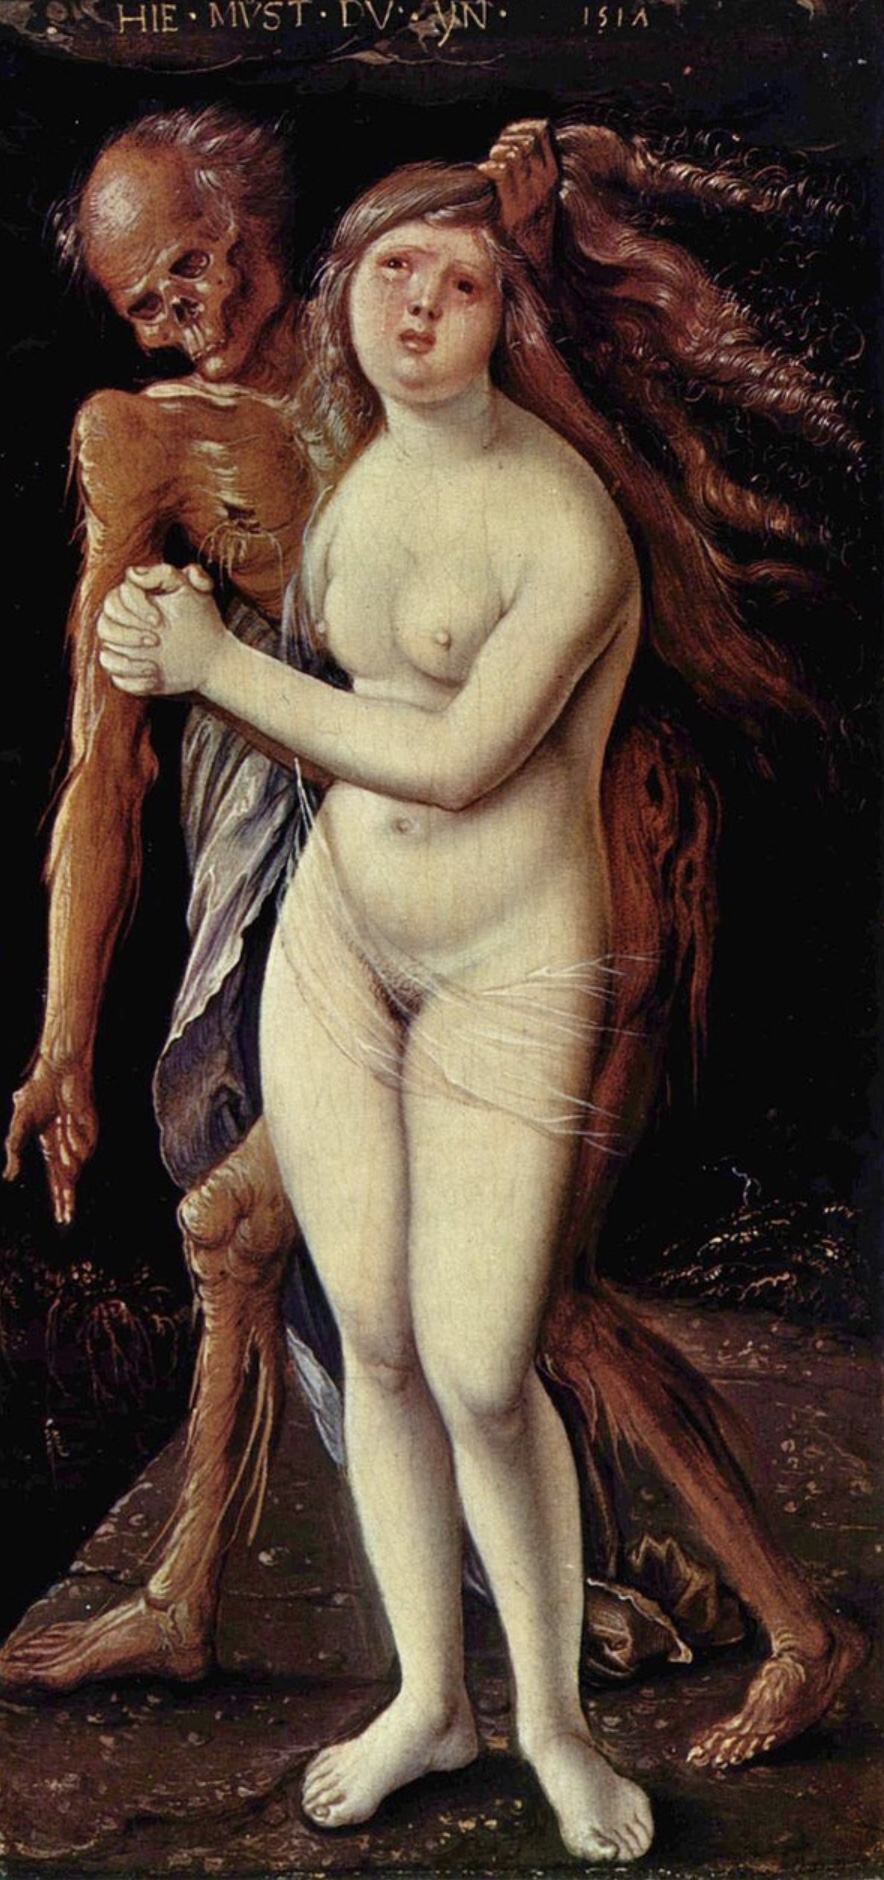 HIE · MVST · DV · YN · 1517